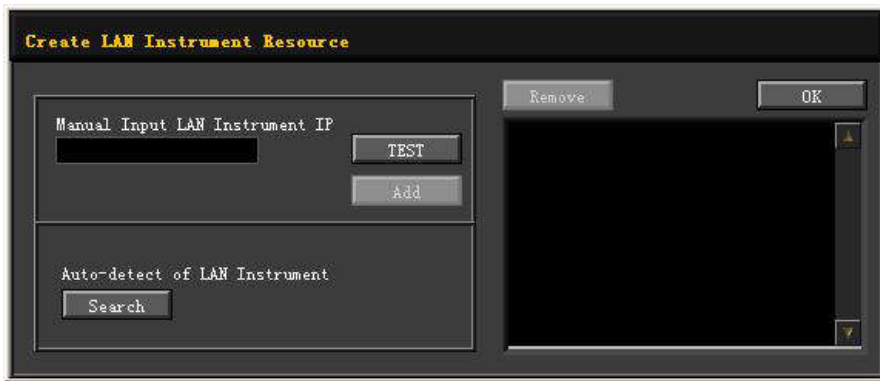 Create LAN Instrument Resource
Manual Input LAN Instrument IP
TEST
Add
Auto-detect of LAN Instrument
Search
Remove
OK